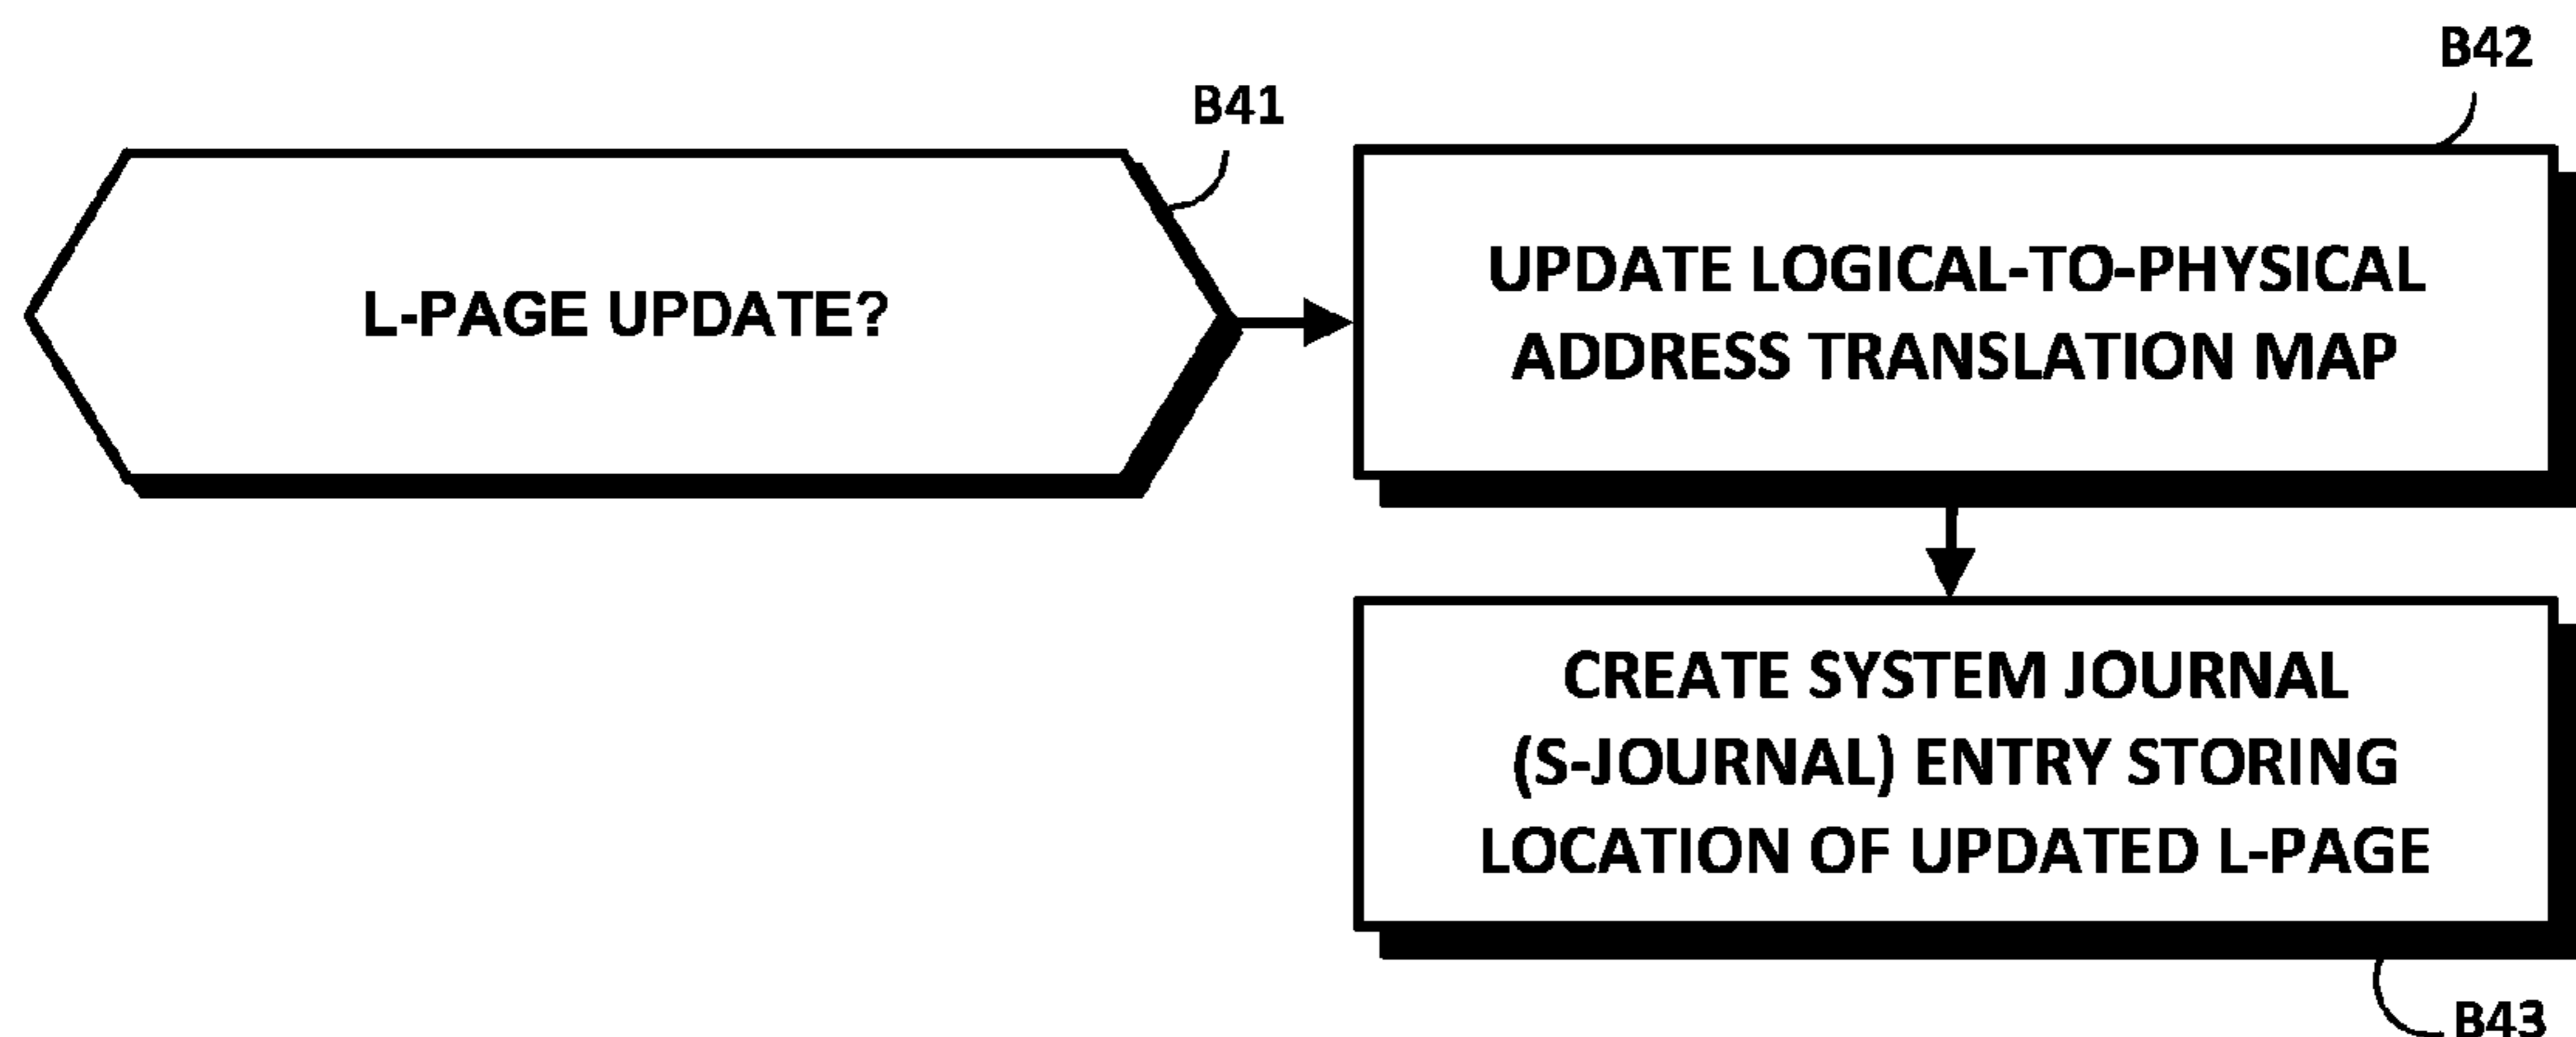 B41
B42
L-PAGE UPDATE?
UPDATE LOGICAL-TO-PHYSICAL
ADDRESS TRANSLATION MAP
CREATE SYSTEM JOURNAL
(S-JOURNAL) ENTRY STORING
LOCATION OF UPDATED L-PAGE
B43